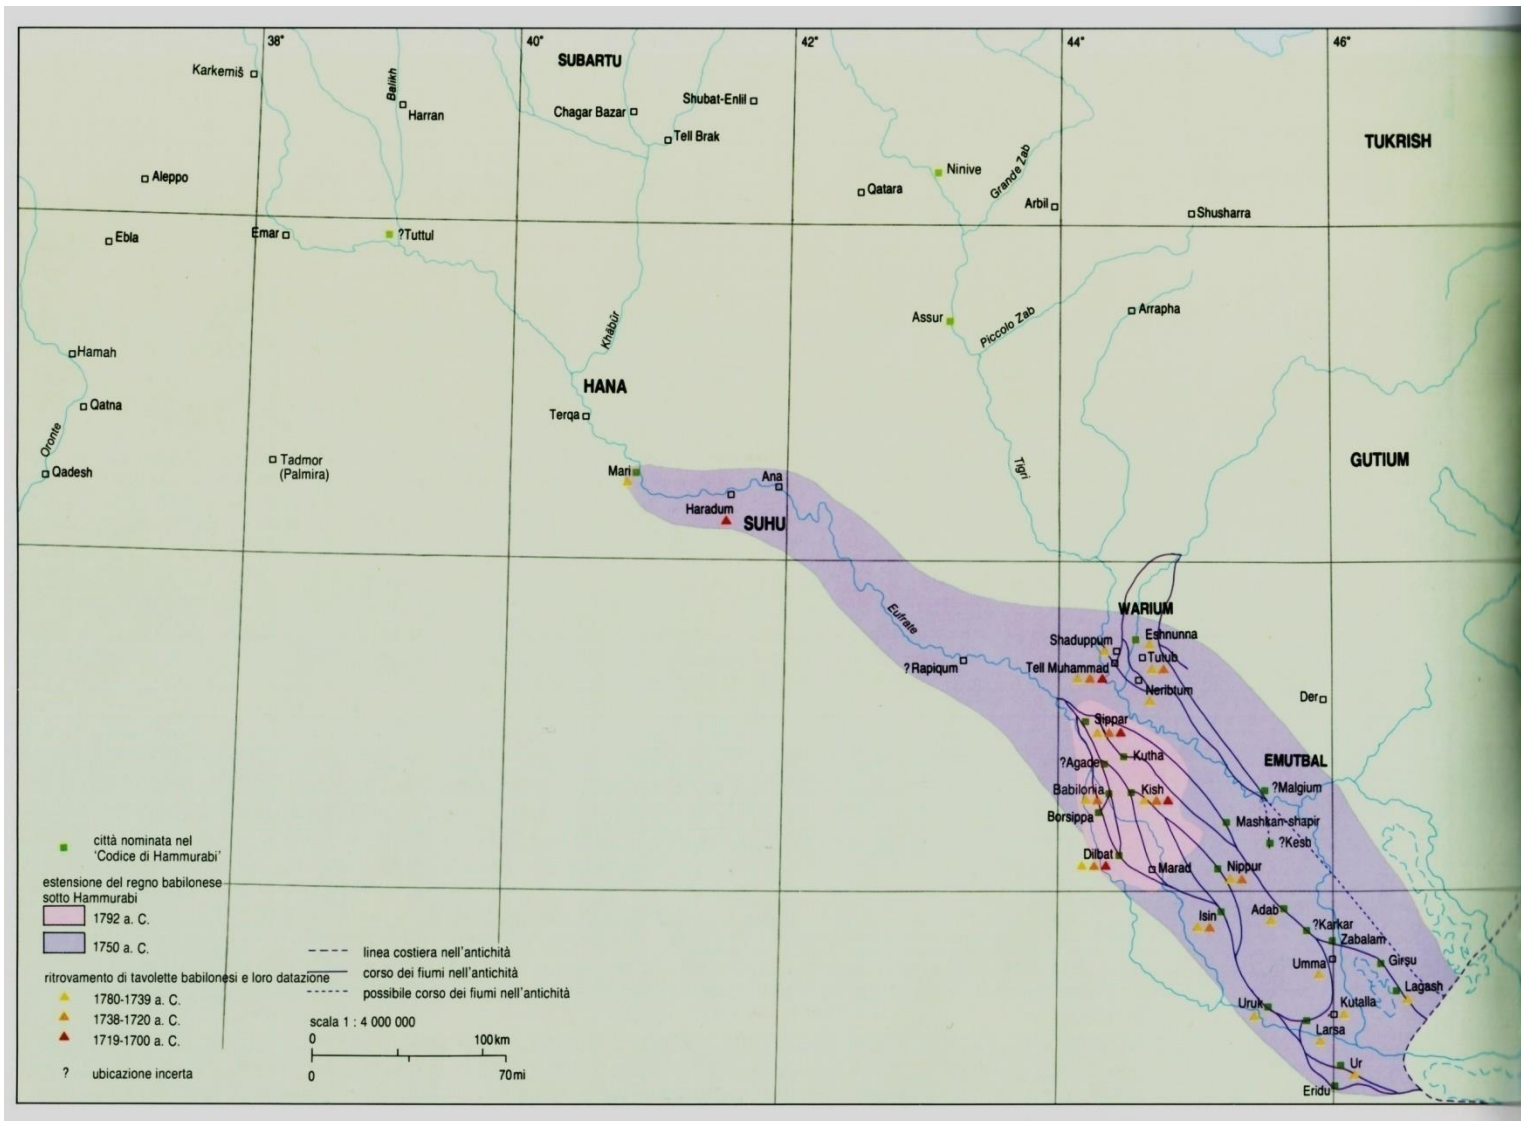 38°
40°
42°
44°
46°
SUBARTU
Karkemiš
Balikh
Harran
Chagar Bazar
Shubat-Enlil
Tell Brak
TUKRISH
Aleppo
Ninive
Qatara
Grande Zab
Arbil
Shusharra
Ebla
Emar
?Tuttul
Assur
Piccolo Zab
Arrapha
Khābūr
Hamah
HANA
Qatna
Terqa
Oronte
Qadesh
Tadmor
(Palmira)
Mari
Ana
Haradum
SUHU
Tigri
GUTIUM
Eufrate
WARIUM
Shaduppum
Eshnunna
Tutub
?Rapiqum
Tell Muhammad
Neribtum
Der
Sippar
?Agade
Kutha
EMUTBAL
Babilonia
Kish
?Malgium
Borsippa
Mashkan-shapir
?Kesh
Dilbat
Marad
Nippur
Isin
Adab
?Karkar
Zabalam
Umma
Girşu
Lagash
Uruk
Kutalla
Larsa
Ur
Eridu
città nominata nel
'Codice di Hammurabi'
estensione del regno babilonese
sotto Hammurabi
1792 a. C.
1750 a. C.
ritrovamento di tavolette babilonesi e loro datazione
1780-1739 a. C.
1738-1720 a. C.
1719-1700 a. C.
? ubicazione incerta
linea costiera nell'antichità
corso dei fiumi nell'antichità
possibile corso dei fiumi nell'antichità
scala 1 : 4 000 000
0 100km
0 70mi